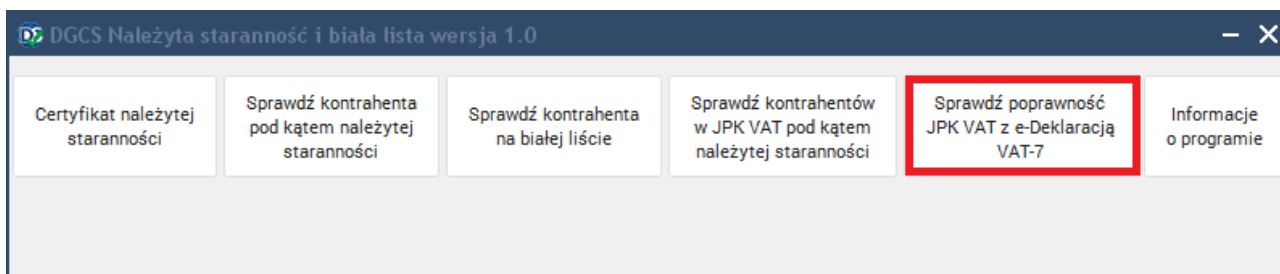 DGCS Należyta staranność i biała lista wersja 1.0
Certyfikat należytej
staranności
Sprawdź kontrahenta
pod kątem należytej
staranności
Sprawdź kontrahenta
na białej liście
Sprawdź kontrahentów
w JPK VAT pod kątem
należytej staranności
Sprawdź poprawność
JPK VAT z e-Deklaracją
VAT-7
Informacje
o programie